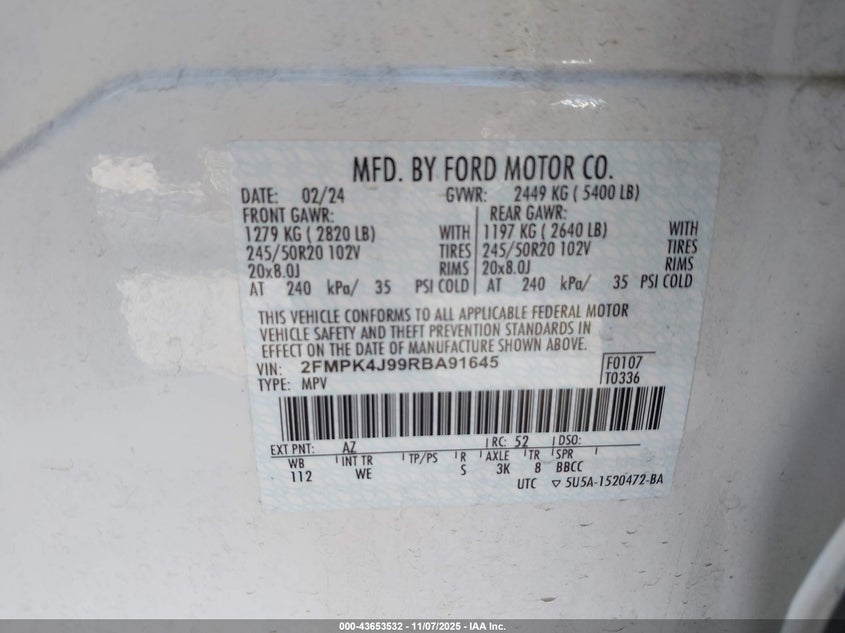 MFD. BY FORD MOTOR CO.
DATE: 02/24 GVWR: 2449 KG ( 5400 LB)
FRONT GAWR: REAR GAWR:
1279 KG ( 2820 LB) WITH 1197 KG ( 2640 LB) WITH
245/50R20 102V TIRES 245/50R20 102V TIRES
20x8.0J RIMS 20x8.0J RIMS
AT 240 kPa/ 35 PSI COLD AT 240 kPa/ 35 PSI COLD
THIS VEHICLE CONFORMS TO ALL APPLICABLE FEDERAL MOTOR
VEHICLE SAFETY AND THEFT PREVENTION STANDARDS IN
EFFECT ON THE DATE OF MANUFACTURE SHOWN ABOVE.
VIN: 2FMPK4J99RBA91645 F0107
TYPE: MPV T0336
EXT PNT: AZ RC: 52 DSO:
WB INT TR TP/PS R AXLE TR SPR
112 WE S 3K 8 BBCC
UTC ▽ 5U5A-1520472-BA
000-43653532 - 11/07/2025 - IAA Inc.